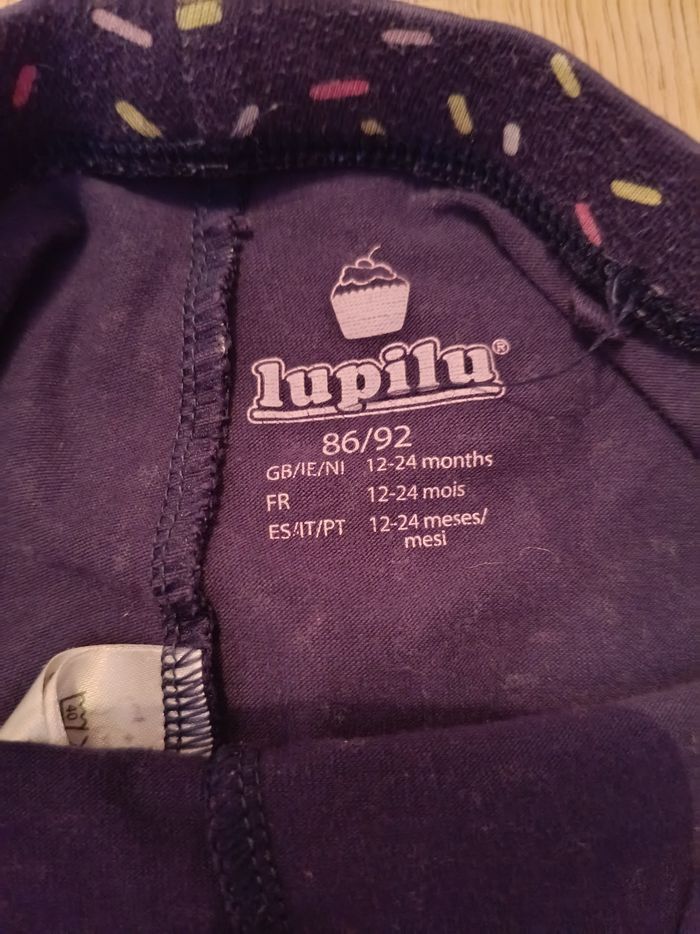 lupilu®
86/92
GB/IE/NI 12-24 months
FR 12-24 mois
ES/IT/PT 12-24 meses/
mesi
40